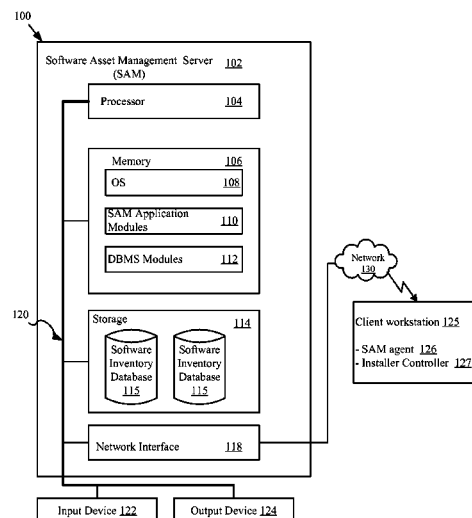 100
Software Asset Management Server 102
(SAM)
Processor 104
Memory 106
OS 108
SAM Application 110
Modules
DBMS Modules 112
120
Storage 114
Software
Inventory
Database
115
Software
Inventory
Database
115
Network Interface 118
Network
130
Client workstation 125
- SAM agent 126
- Installer Controller 127
Input Device 122
Output Device 124